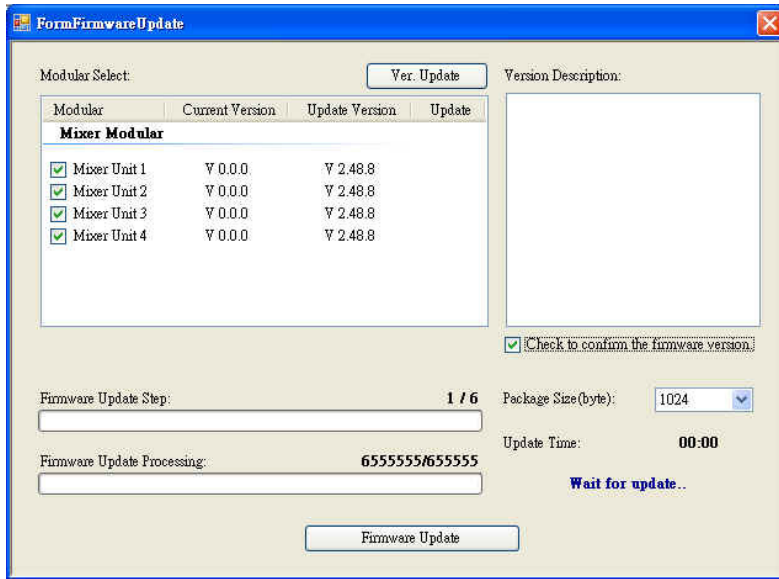 FormFirmwareUpdate
Modular Select:
Ver. Update
Modular Current Version Update Version Update
Mixer Modular
Mixer Unit 1 V 0.0.0 V 2.48.8
Mixer Unit 2 V 0.0.0 V 2.48.8
Mixer Unit 3 V 0.0.0 V 2.48.8
Mixer Unit 4 V 0.0.0 V 2.48.8
Version Description:
Check to confirm the firmware version.
Firmware Update Step: 1 / 6
Firmware Update Processing: 6555555/655555
Package Size(byte): 1024
Update Time: 00:00
Wait for update..
Firmware Update